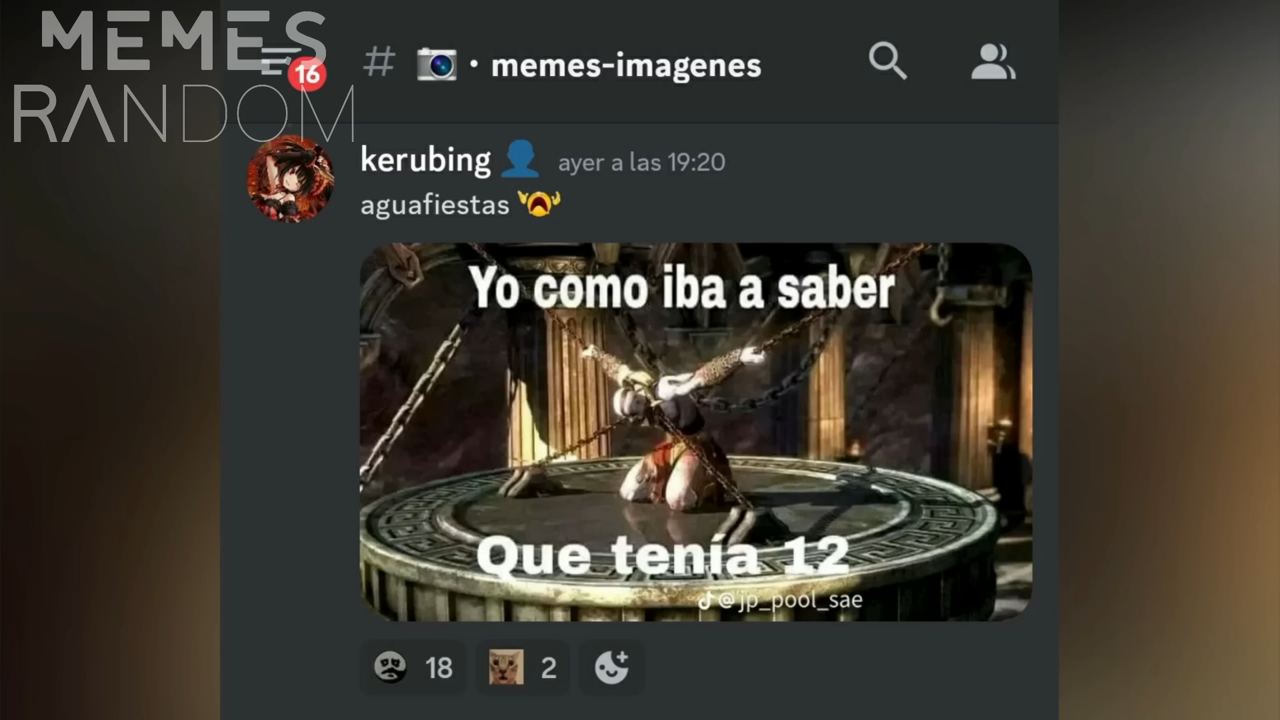 MEMES
RANDOM
16
# • memes-imagenes
kerubing ayer a las 19:20
aguafiestas
Yo como iba a saber
Que tenía 12
@jp_pool_sae
18 2